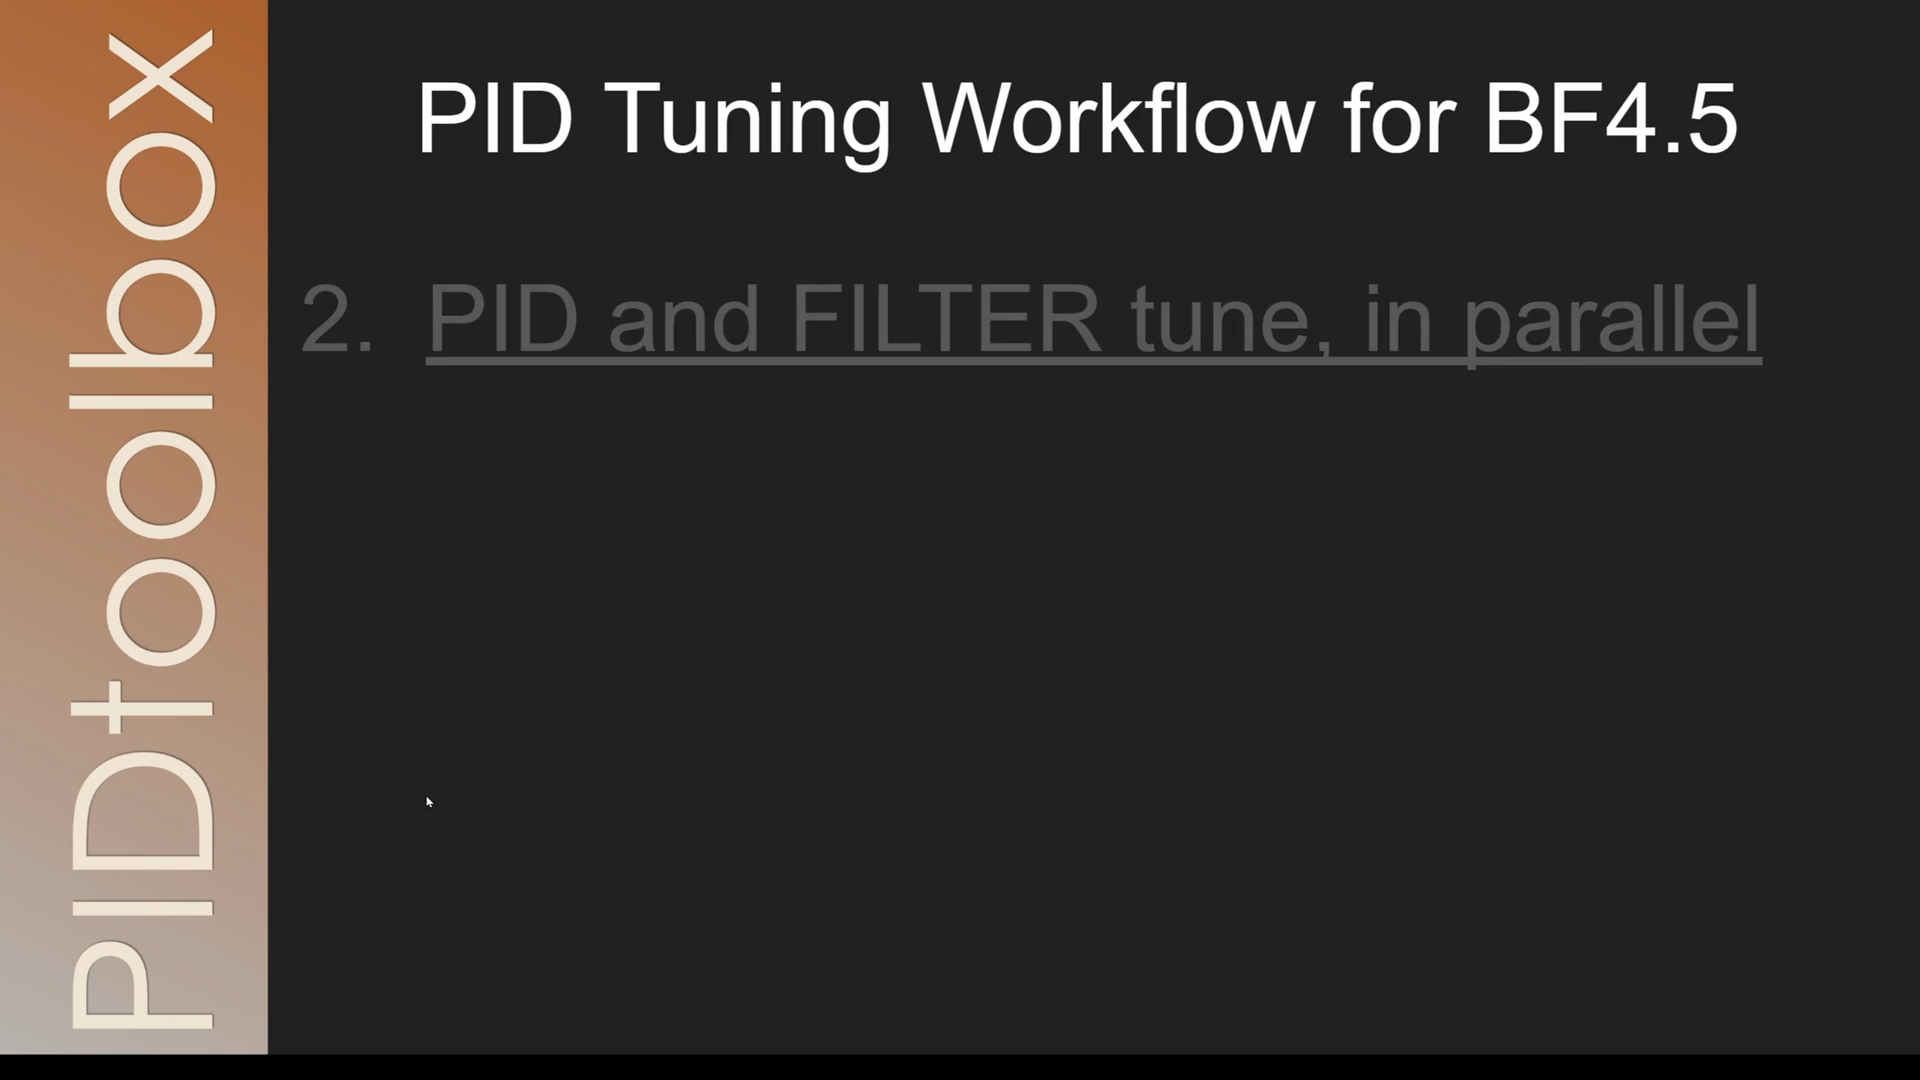 PIDtoolbox
PID Tuning Workflow for BF4.5
2. PID and FILTER tune, in parallel